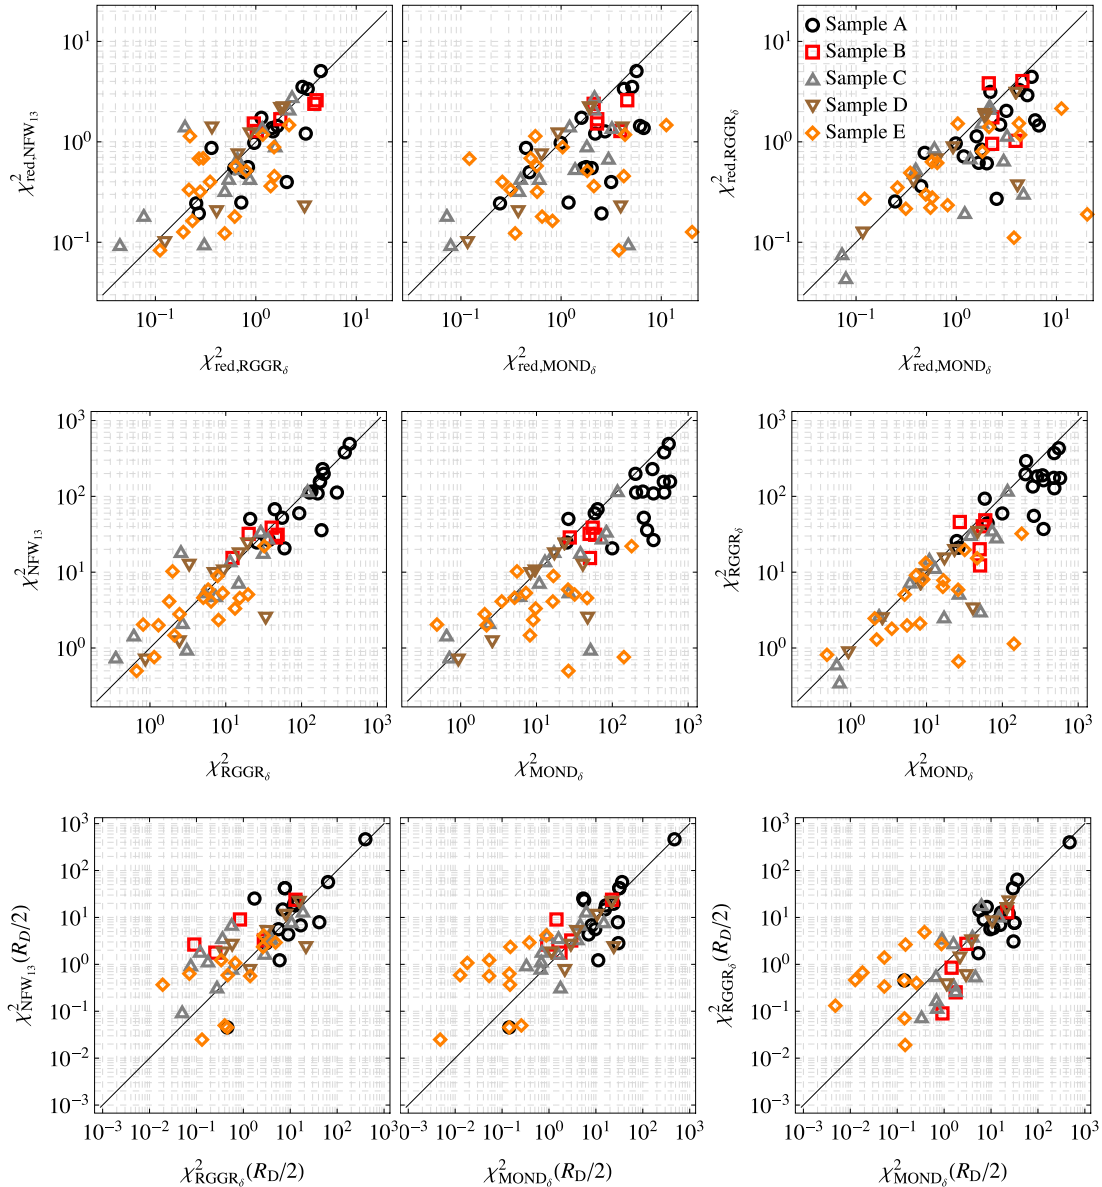 χ²red,NFW₁₃
10¹
10⁰
10⁻¹
10⁻¹ 10⁰ 10¹
χ²red,RGGRδ
10⁻¹ 10⁰ 10¹
χ²red,MONDδ
χ²red,RGGRδ
10¹
10⁰
10⁻¹
Sample A
Sample B
Sample C
Sample D
Sample E
10⁻¹ 10⁰ 10¹
χ²red,MONDδ
χ²NFW₁₃
10³
10²
10¹
10⁰
10⁰ 10¹ 10² 10³
χ²RGGRδ
10⁰ 10¹ 10² 10³
χ²MONDδ
χ²RGGRδ
10³
10²
10¹
10⁰
10⁰ 10¹ 10² 10³
χ²MONDδ
χ²NFW₁₃(R_D/2)
10³
10²
10¹
10⁰
10⁻¹
10⁻²
10⁻³
10⁻³ 10⁻² 10⁻¹ 10⁰ 10¹ 10² 10³
χ²RGGRδ(R_D/2)
10⁻³ 10⁻² 10⁻¹ 10⁰ 10¹ 10² 10³
χ²MONDδ(R_D/2)
χ²RGGRδ(R_D/2)
10³
10²
10¹
10⁰
10⁻¹
10⁻²
10⁻³
10⁻³ 10⁻² 10⁻¹ 10⁰ 10¹ 10² 10³
χ²MONDδ(R_D/2)